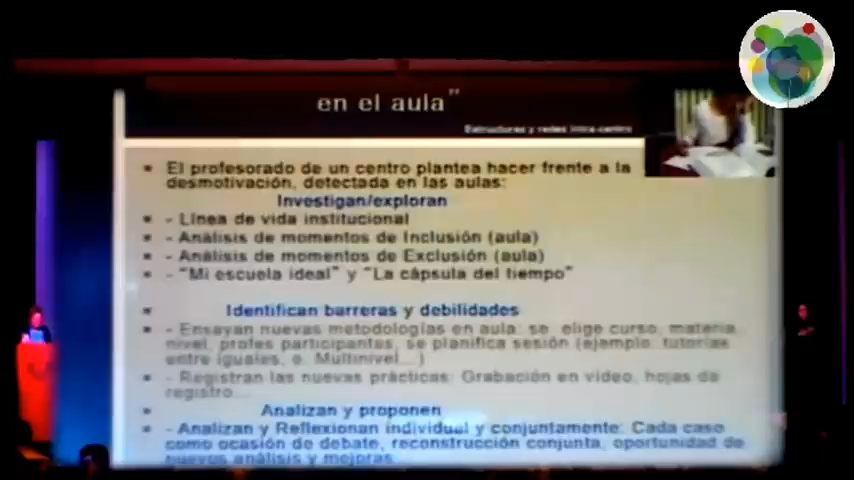 en el aula"
Estructuras y redes intra-centro
El profesorado de un centro plantea hacer frente a la
desmotivación, detectada en las aulas:
Investigan/exploran
- Línea de vida institucional
- Análisis de momentos de Inclusión (aula)
- Análisis de momentos de Exclusión (aula)
- "Mi escuela ideal" y "La cápsula del tiempo"
Identifican barreras y debilidades
- Ensayan nuevas metodologías en aula: se elige curso, materia,
nivel, profes participantes, se planifica sesión (ejemplo: tutorías
entre iguales, o. Multinivel...)
- Registran las nuevas prácticas: Grabación en vídeo, hojas de
registro...
Analizan y proponen
- Analizan y Reflexionan individual y conjuntamente: Cada caso
como ocasión de debate, reconstrucción conjunta, oportunidad de
nuevos análisis y mejoras